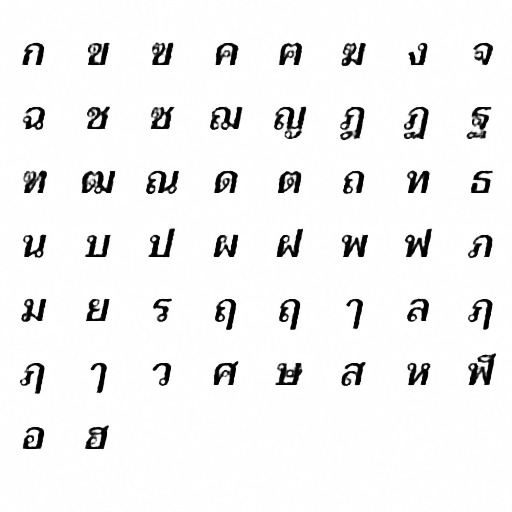 ก ข ฃ ค ฅ ฆ ง จ
ฉ ช ซ ฌ ญ ฎ ฏ ฐ
ฑ ฒ ณ ด ต ถ ท ธ
น บ ป ผ ฝ พ ฟ ภ
ม ย ร ฤ ฤ ๅ ล ฦ
ฦ ๅ ว ศ ษ ส ห ฬ
อ ฮ